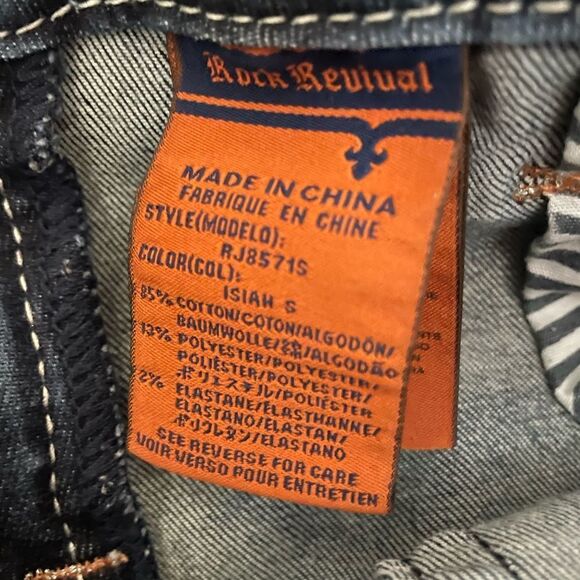 Rock Revival
MADE IN CHINA
FABRIQUE EN CHINE
STYLE(MODELO):
RJ8571S
COLOR(COL):
ISIAH S
85% COTTON/COTON/ALGODÓN/
BAUMWOLLE/綿/ALGODÃO
13% POLYESTER/POLYESTER/
POLIÉSTER/POLYESTER/
ポリエステル/POLIÉSTER
2% ELASTANE/ÉLASTHANNE/
ELASTANO/ELASTAN/
ポリウレタン/ELASTANO
SEE REVERSE FOR CARE
VOIR VERSO POUR ENTRETIEN